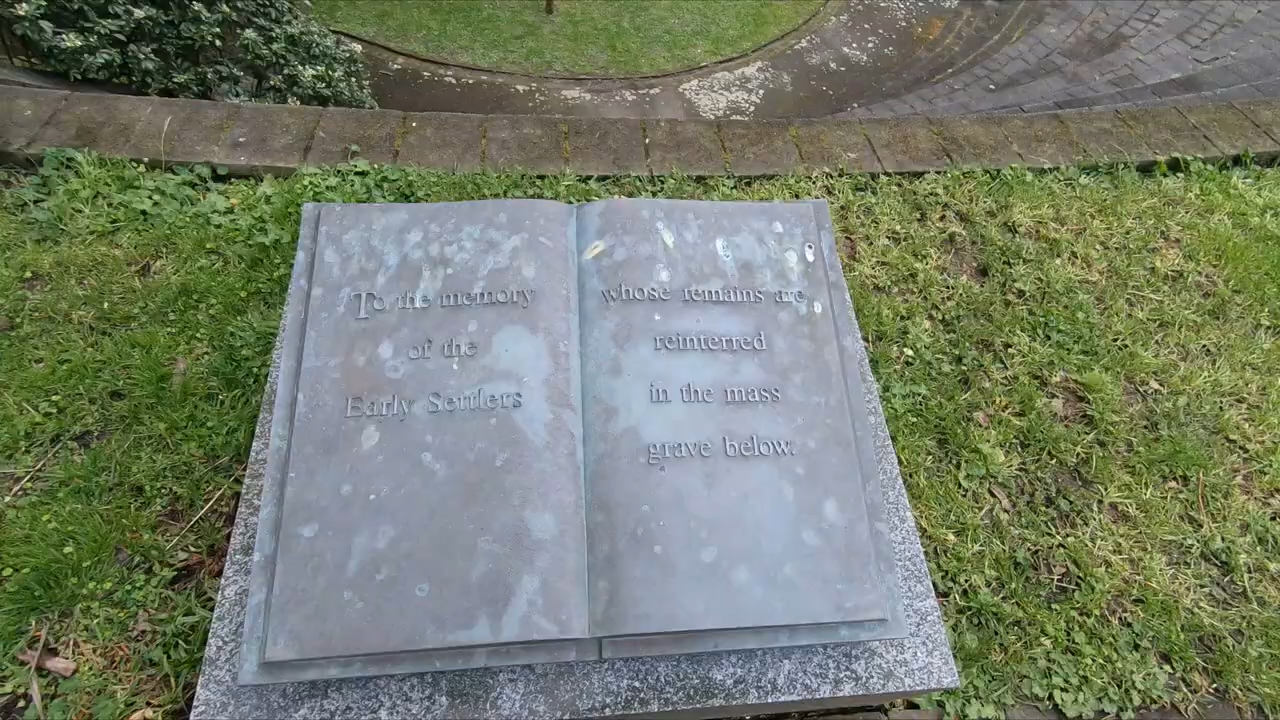 To the memory
of the
Early Settlers
whose remains are
reinterred
in the mass
grave below.